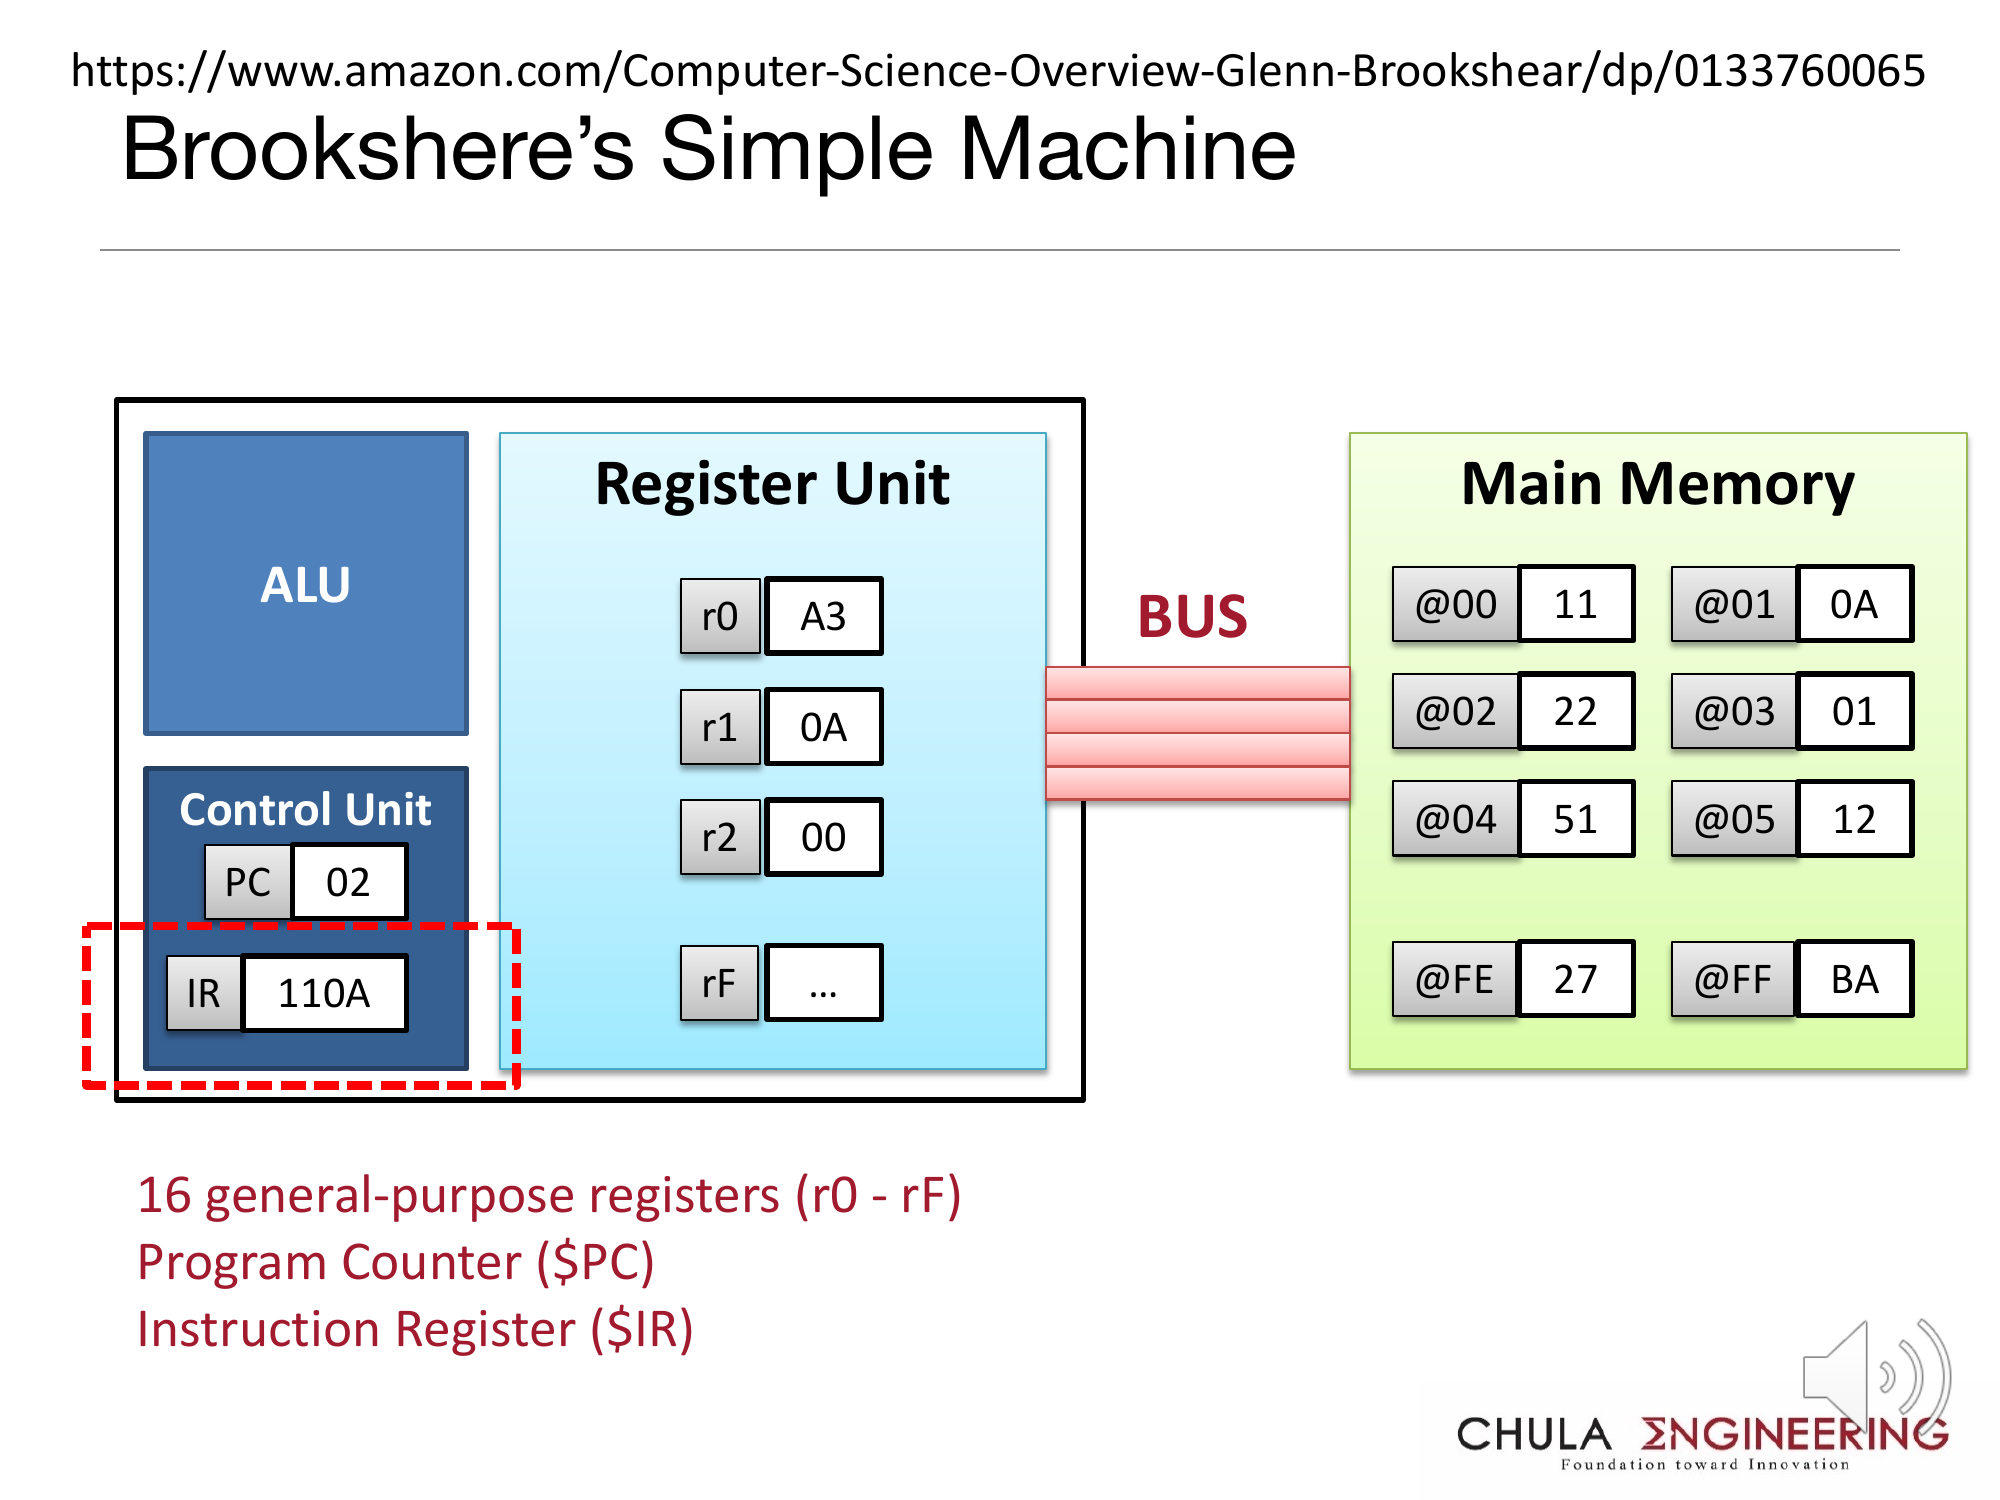 https://www.amazon.com/Computer-Science-Overview-Glenn-Brookshear/dp/0133760065
Brookshere’s Simple Machine
ALU
Control Unit
PC 02
IR 110A
Register Unit
r0 A3
r1 0A
r2 00
rF ...
BUS
Main Memory
@00 11 @01 0A
@02 22 @03 01
@04 51 @05 12
@FE 27 @FF BA
16 general-purpose registers (r0 - rF)
Program Counter ($PC)
Instruction Register ($IR)
CHULA ΣNGINEERING
Foundation toward Innovation